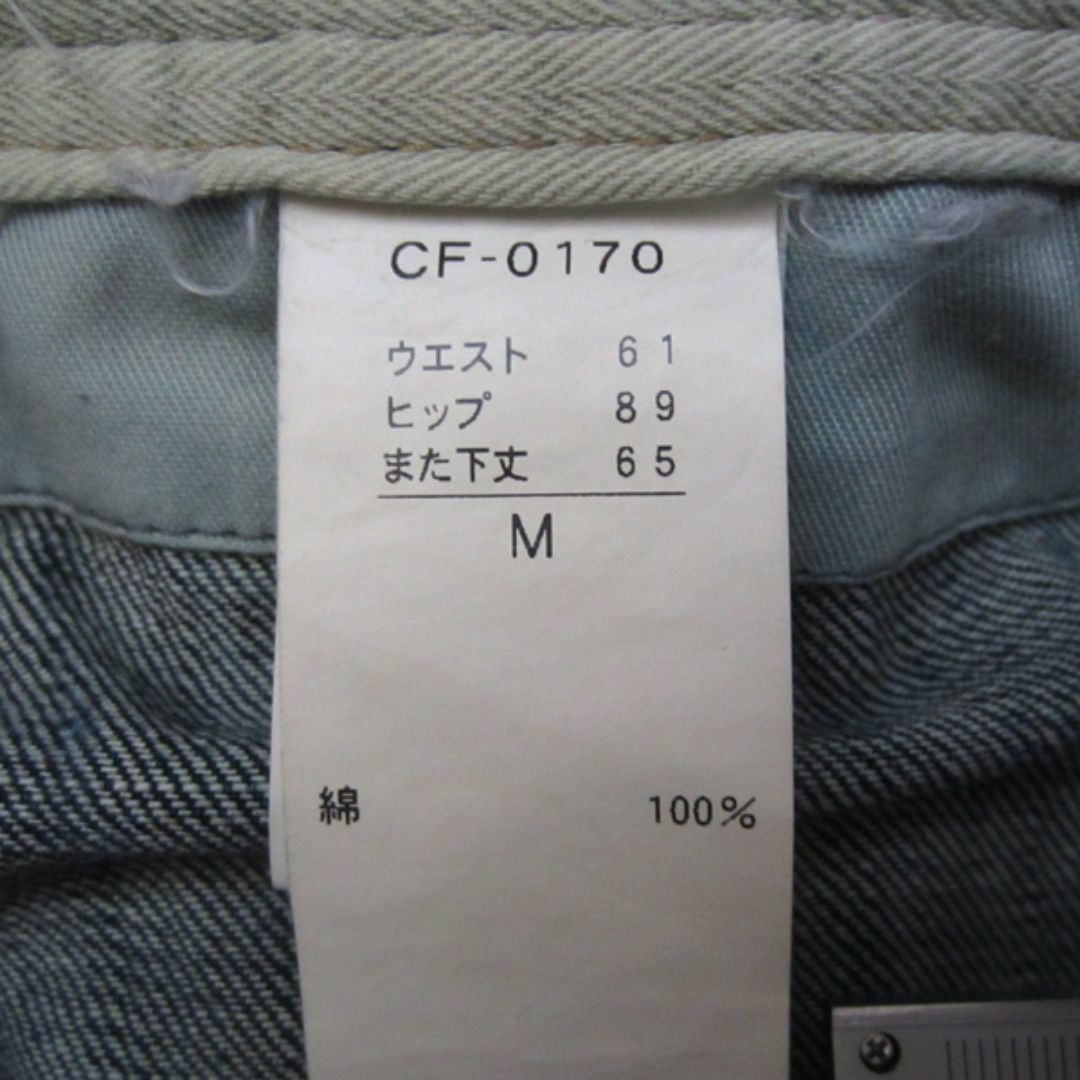 CF-0170
ウエスト 61
ヒップ 89
また下丈 65
M
綿 100%